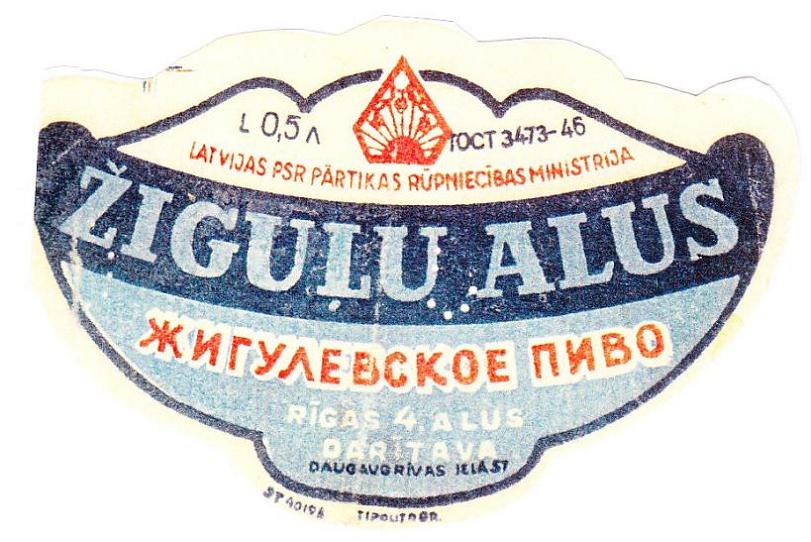 L 0,5 Л
ГОСТ 3473-46
LATVIJAS PSR PĀRTIKAS RŪPNIECĪBAS MINISTRIJA
ŽIGUĻU ALUS
ЖИГУЛЕВСКОЕ ПИВО
RĪGAS 4. ALUS
DARĪTAVA
DAUGAVGRĪVAS IELĀ 57